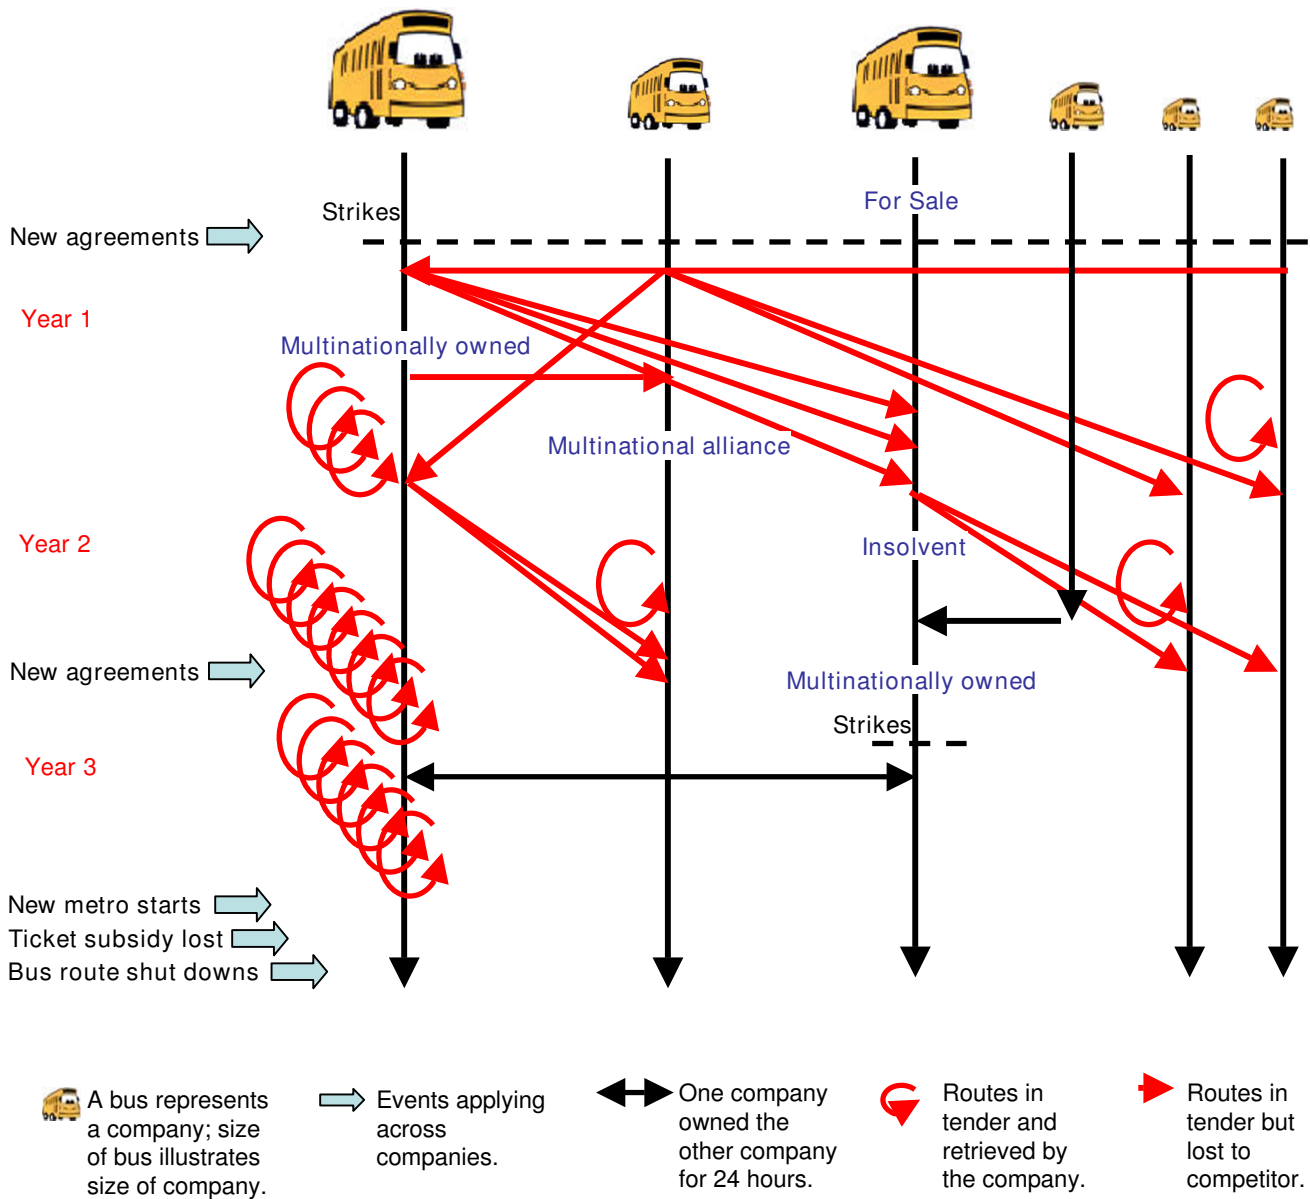 Strikes
For Sale
New agreements
Year 1
Multinationally owned
Multinational alliance
Year 2
Insolvent
New agreements
Multinationally owned
Strikes
Year 3
New metro starts
Ticket subsidy lost
Bus route shut downs
A bus represents
a company; size
of bus illustrates
size of company.
Events applying
across
companies.
One company
owned the
other company
for 24 hours.
Routes in
tender and
retrieved by
the company.
Routes in
tender but
lost to
competitor.